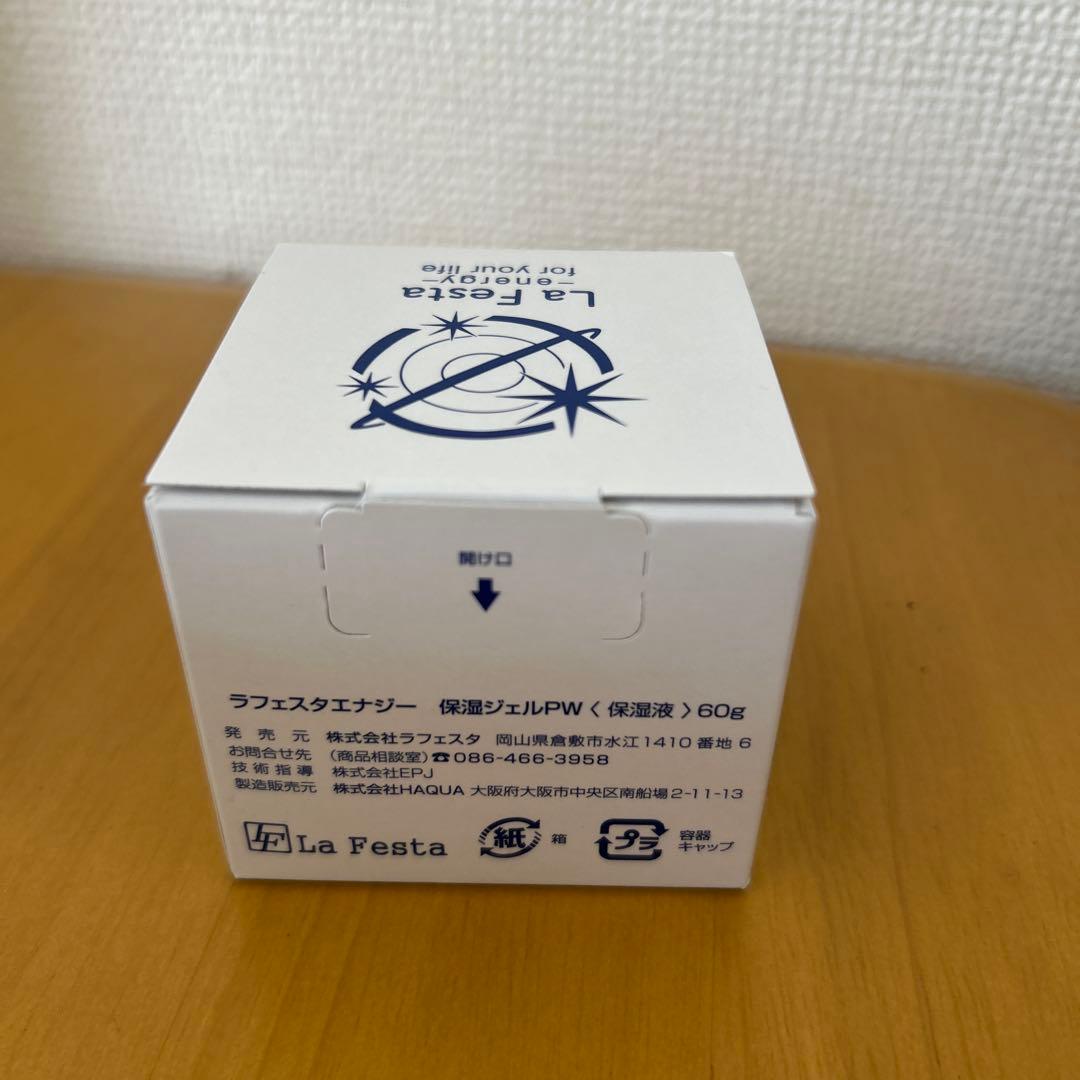 La Festa
-energy-
for your life
開け口
ラフェスタエナジー 保湿ジェルPW〈保湿液〉60g
発売元 株式会社ラフェスタ 岡山県倉敷市水江1410番地6
お問合せ先 (商品相談室)☎086-466-3958
技術指導 株式会社EPJ
製造販売元 株式会社HAQUA 大阪府大阪市中央区南船場2-11-13
LF La Festa 紙 箱 プラ 容器
キャップ